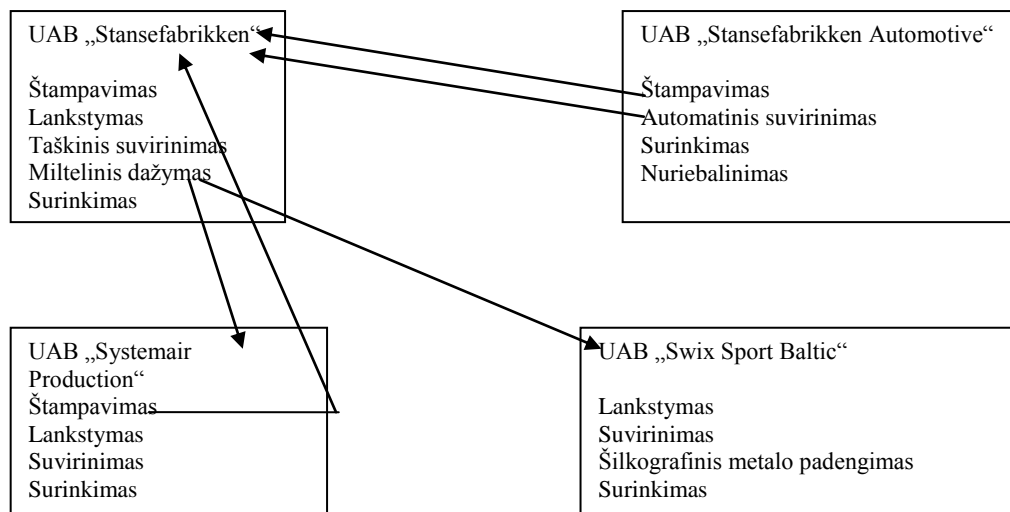 UAB „Stansefabrikken“
Štampavimas
Lankstymas
Taškinis suvirinimas
Miltelinis dažymas
Surinkimas
UAB „Stansefabrikken Automotive“
Štampavimas
Automatinis suvirinimas
Surinkimas
Nuriebalinimas
UAB „Systemair
Production“
Štampavimas
Lankstymas
Suvirinimas
Surinkimas
UAB „Swix Sport Baltic“
Lankstymas
Suvirinimas
Šilkografinis metalo padengimas
Surinkimas